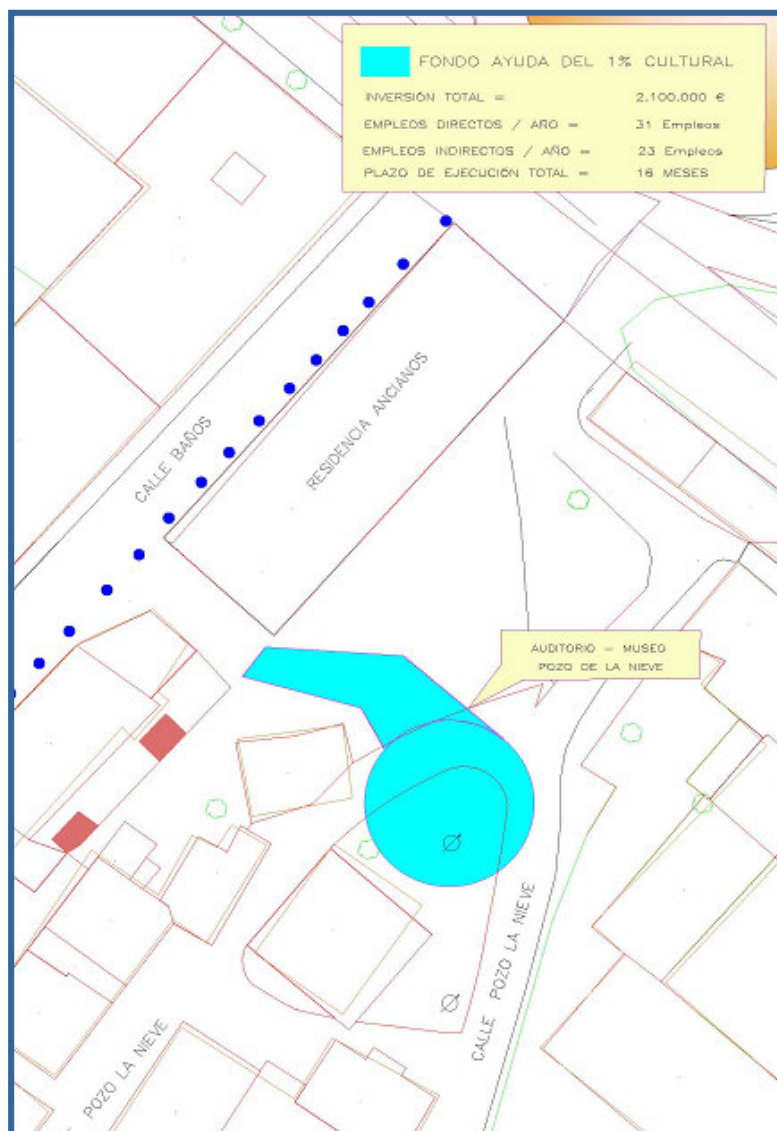 FONDO AYUDA DEL 1% CULTURAL
INVERSIÓN TOTAL = 2.100.000 €
EMPLEOS DIRECTOS / AÑO = 31 Empleos
EMPLEOS INDIRECTOS / AÑO = 23 Empleos
PLAZO DE EJECUCIÓN TOTAL = 16 MESES
CALLE BAÑOS
RESIDENCIA ANCIANOS
AUDITORIO – MUSEO
POZO DE LA NIEVE
CALLE POZO LA NIEVE
POZO LA NIEVE